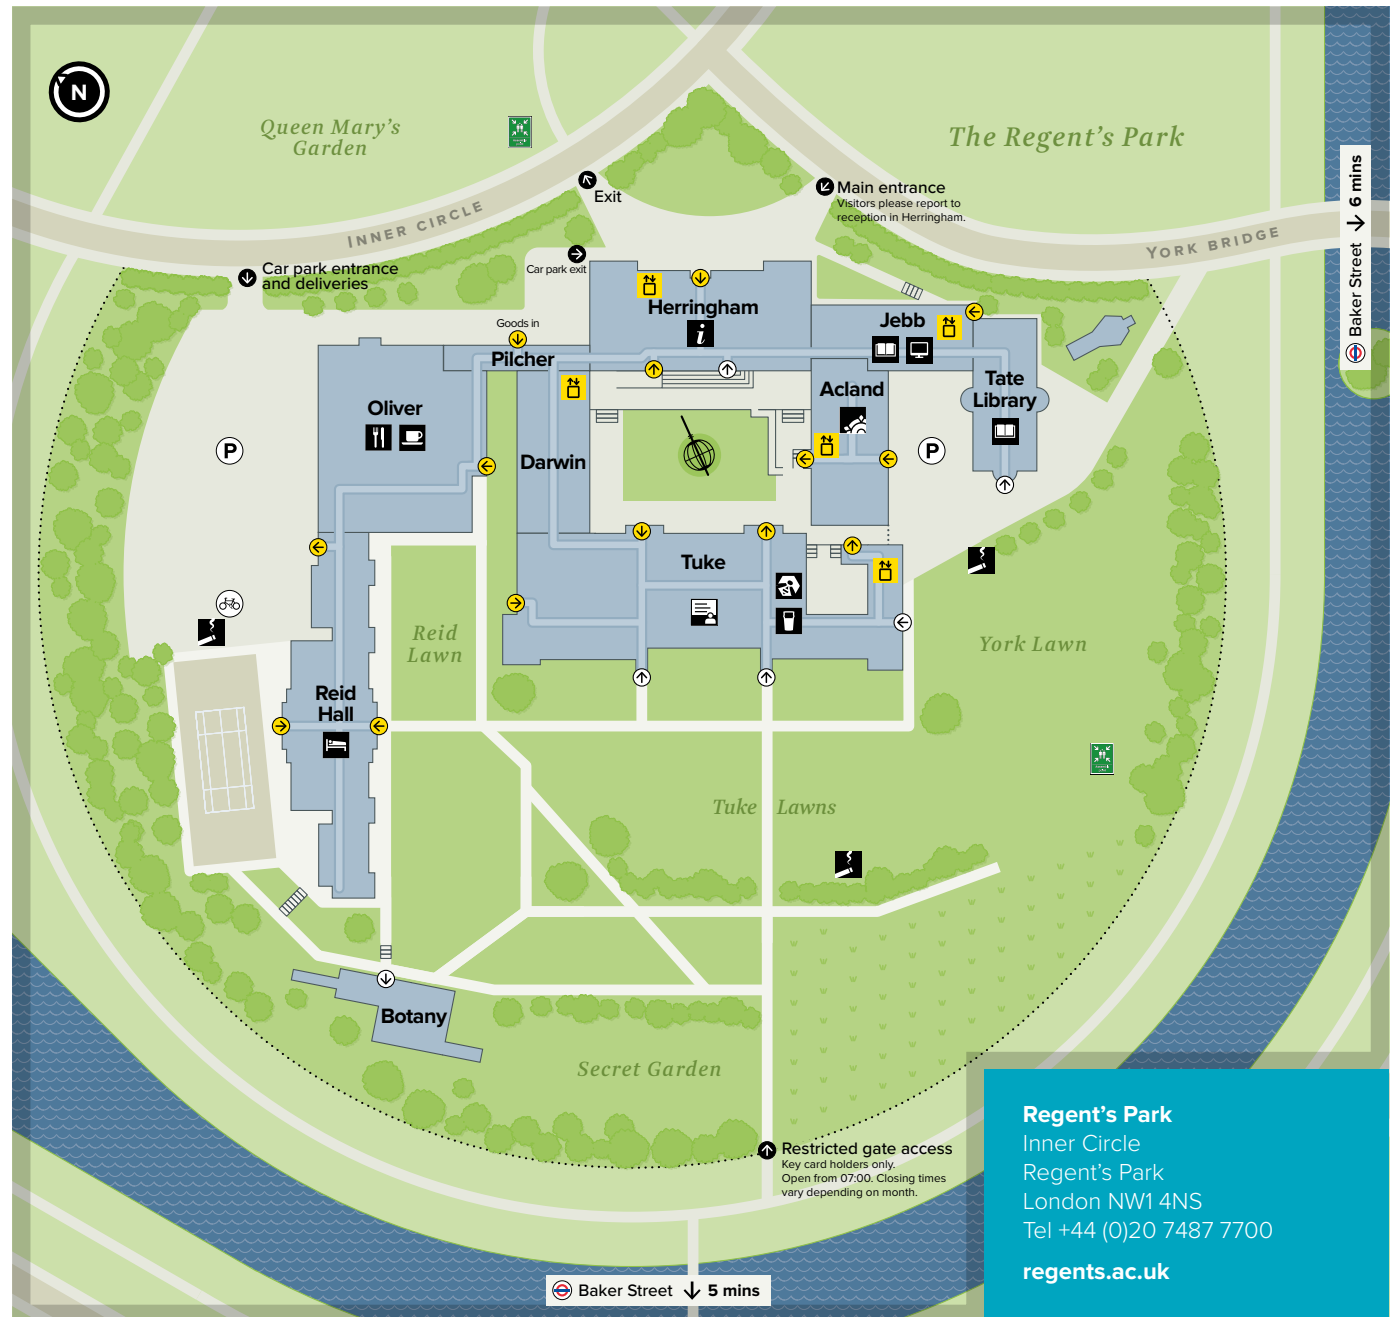 N
Queen Mary's
Garden
The Regent's Park
Exit
Main entrance
Visitors please report to
reception in Herringham.
INNER CIRCLE
YORK BRIDGE
Baker Street → 6 mins
Car park entrance
and deliveries
Car park exit
Goods in
Herringham
i
Jebb
Pilcher
Acland
Tate
Library
Oliver
P
Darwin
P
Tuke
Reid
Lawn
York Lawn
Reid
Hall
Tuke Lawns
Botany
Secret Garden
Restricted gate access
Key card holders only.
Open from 07:00. Closing times
vary depending on month.
Baker Street ↓ 5 mins
Regent's Park
Inner Circle
Regent's Park
London NW1 4NS
Tel +44 (0)20 7487 7700
regents.ac.uk